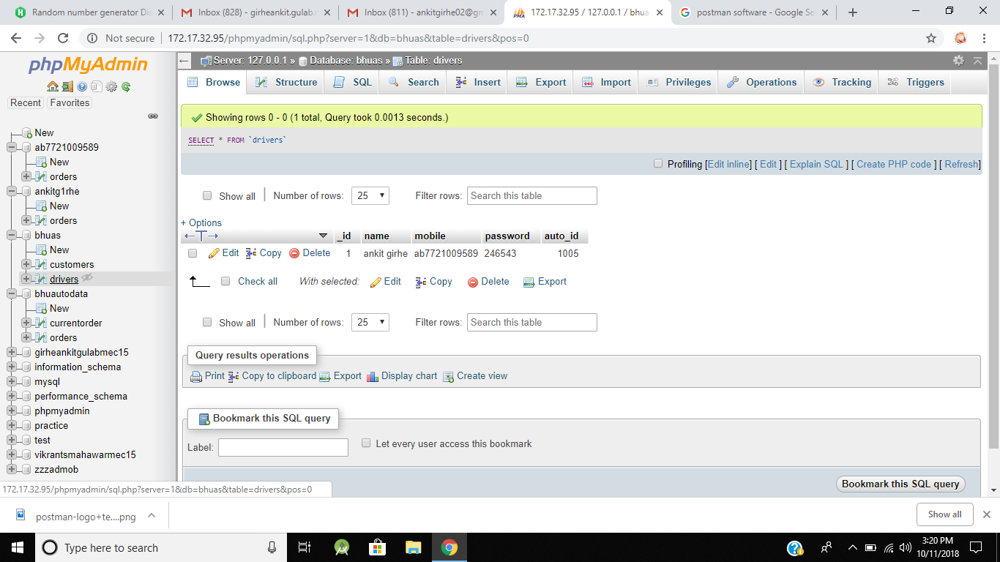 Random number generator Di
Inbox (828) - girheankit.gulab.
Inbox (811) - ankitgirhe02@gm
172.17.32.95 / 127.0.0.1 / bhua
postman software - Google Se
Not secure
172.17.32.95/phpmyadmin/sql.php?server=1&db=bhuas&table=drivers&pos=0
phpMyAdmin
Recent
Favorites
New
ab7721009589
New
orders
ankitg1rhe
New
orders
bhuas
New
customers
drivers
bhuautodata
New
currentorder
orders
girheankitgulabmec15
information_schema
mysql
performance_schema
phpmyadmin
practice
test
vikrantsmahawarmec15
zzzadmob
172.17.32.95/phpmyadmin/sql.php?server=1&db=bhuas&table=drivers&pos=0
Server: 127.0.0.1 » Database: bhuas » Table: drivers
Browse Structure SQL Search Insert Export Import Privileges Operations Tracking Triggers
Showing rows 0 - 0 (1 total, Query took 0.0013 seconds.)
SELECT * FROM `drivers`
Profiling [Edit inline] [ Edit ] [ Explain SQL ] [ Create PHP code ] [ Refresh]
Show all Number of rows: 25 Filter rows: Search this table
+ Options
_id name mobile password auto_id
Edit Copy Delete 1 ankit girhe ab7721009589 246543 1005
Check all With selected: Edit Copy Delete Export
Show all Number of rows: 25 Filter rows: Search this table
Query results operations
Print Copy to clipboard Export Display chart Create view
Bookmark this SQL query
Label: Let every user access this bookmark
Bookmark this SQL query
postman-logo+te....png
Show all
Type here to search
3:20 PM
10/11/2018